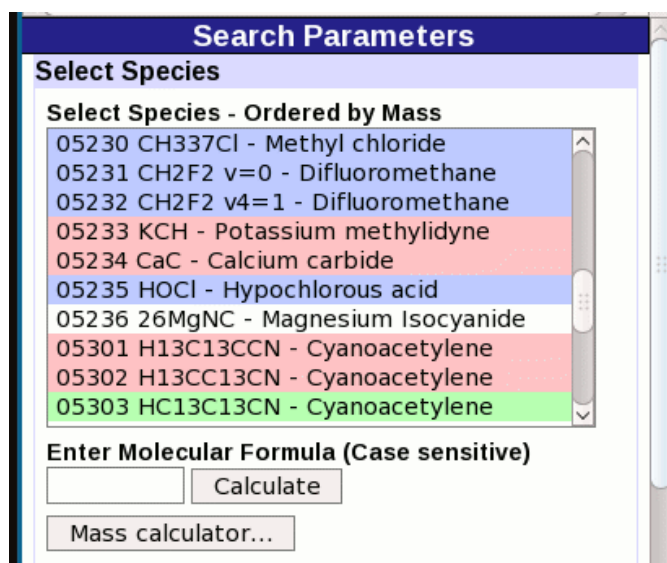 Search Parameters
Select Species
Select Species - Ordered by Mass
05230 CH337Cl - Methyl chloride
05231 CH2F2 v=0 - Difluoromethane
05232 CH2F2 v4=1 - Difluoromethane
05233 KCH - Potassium methylidyne
05234 CaC - Calcium carbide
05235 HOCl - Hypochlorous acid
05236 26MgNC - Magnesium Isocyanide
05301 H13C13CCN - Cyanoacetylene
05302 H13CC13CN - Cyanoacetylene
05303 HC13C13CN - Cyanoacetylene
Enter Molecular Formula (Case sensitive)
Calculate
Mass calculator...